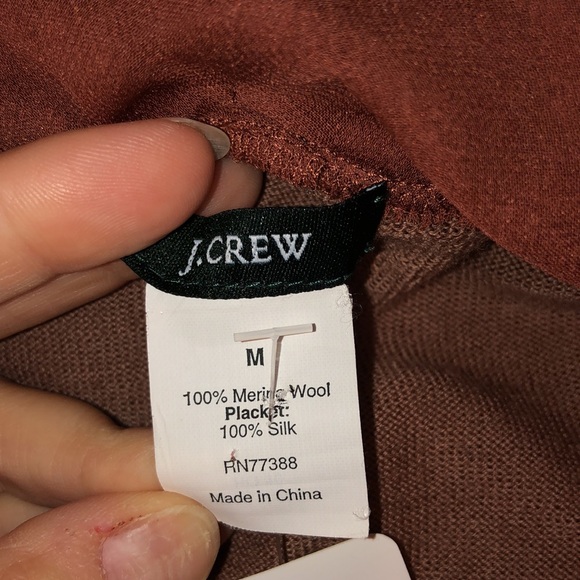 J.CREW
M
100% Merino Wool
Placket:
100% Silk
RN77388
Made in China